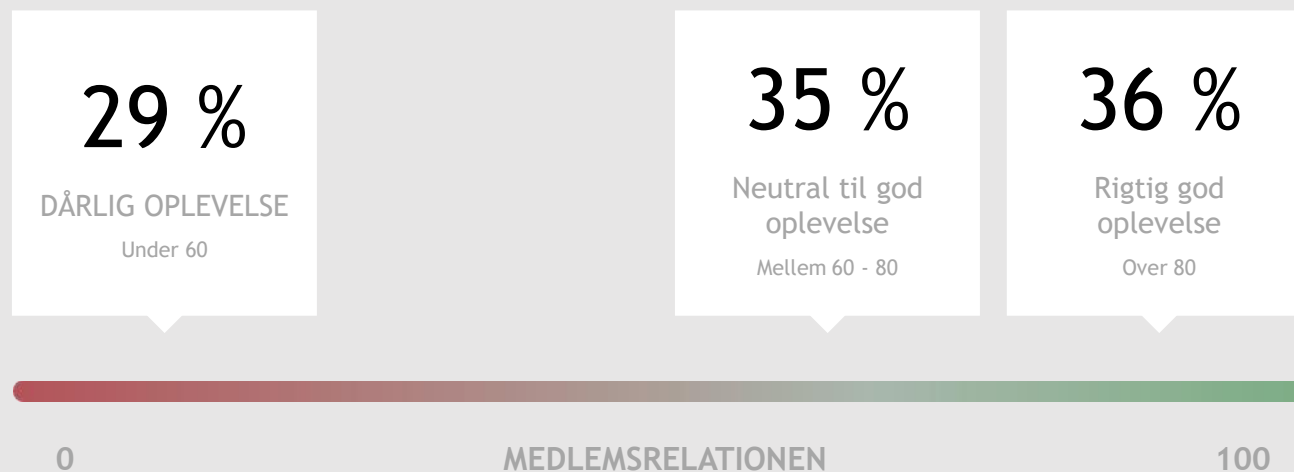 29 %
DÅRLIG OPLEVELSE
Under 60
35 %
Neutral til god
oplevelse
Mellem 60 - 80
36 %
Rigtig god
oplevelse
Over 80
0
MEDLEMSRELATIONEN
100